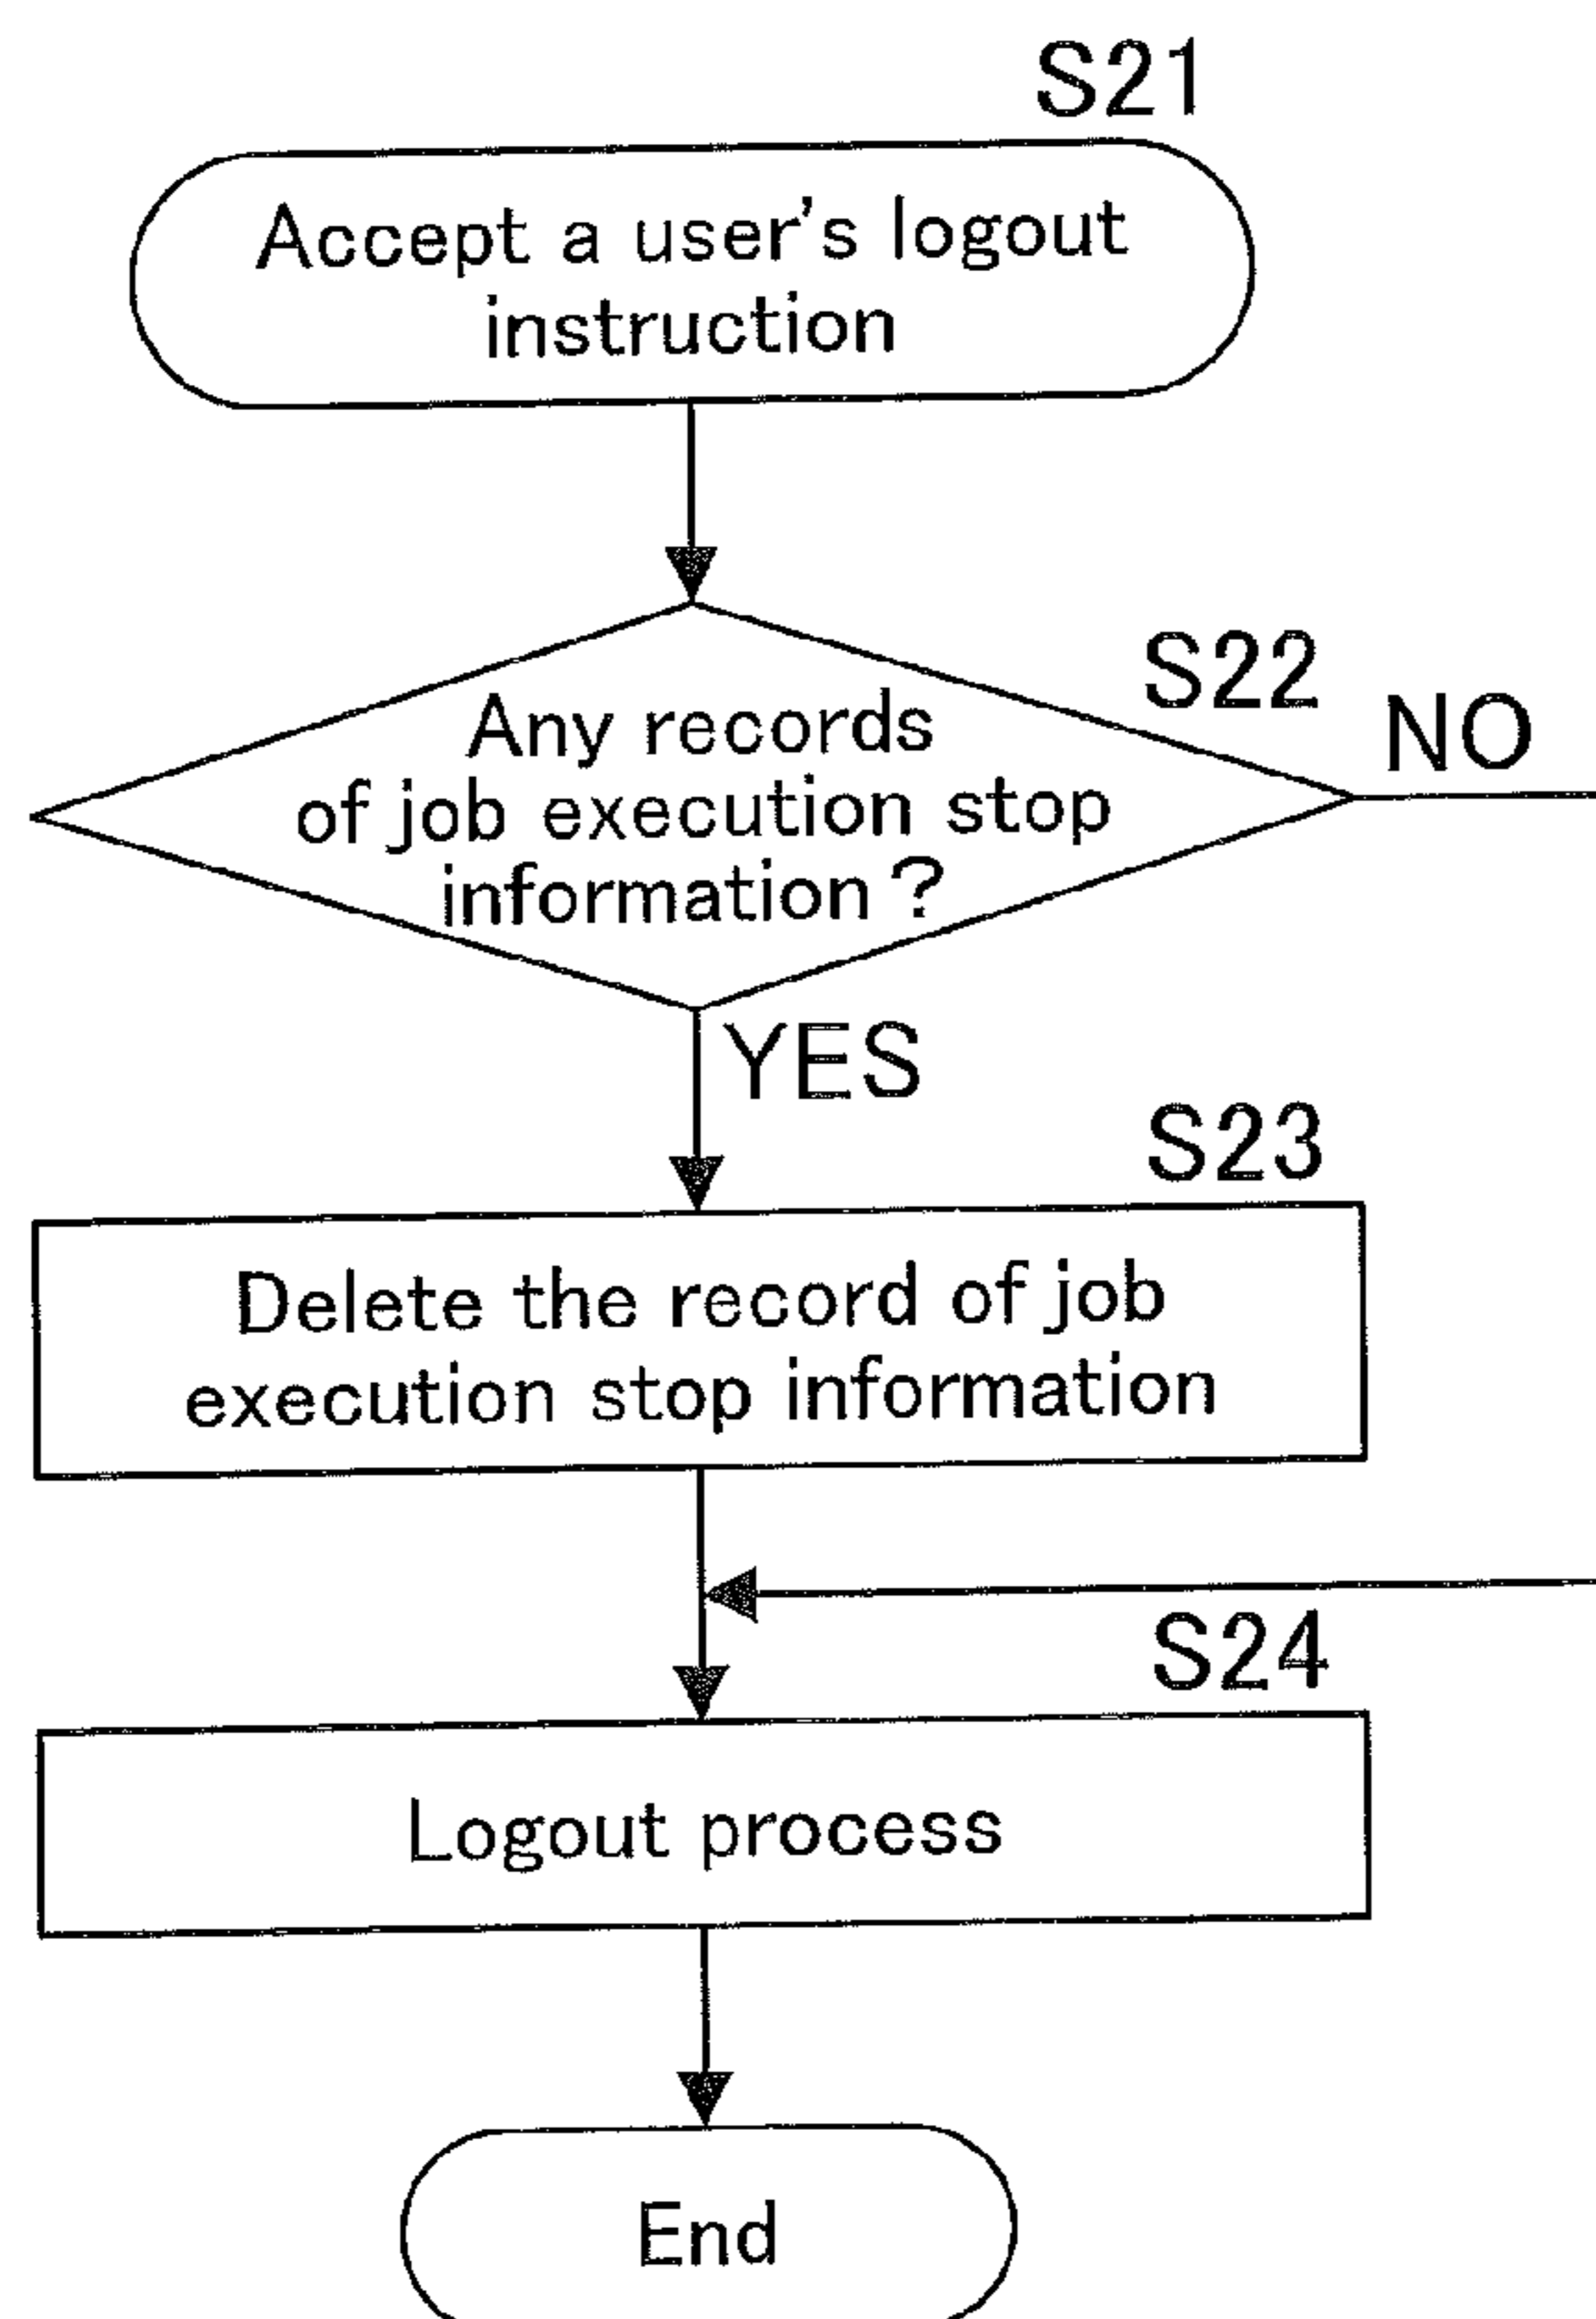 S21
Accept a user's logout
instruction
S22
NO
Any records
of job execution stop
information ?
YES
S23
Delete the record of job
execution stop information
S24
Logout process
End